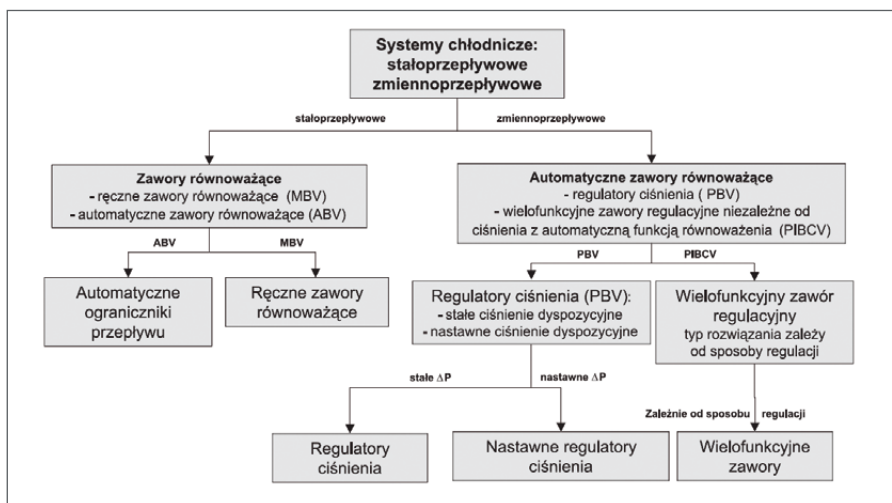 Systemy chłodnicze:
stałoprzepływowe
zmiennoprzepływowe
stałoprzepływowe
zmiennoprzepływowe
Zawory równoważące
- ręczne zawory równoważące (MBV)
- automatyczne zawory równoważące (ABV)
Automatyczne zawory równoważące
- regulatory ciśnienia ( PBV)
- wielofunkcyjne zawory regulacyjne niezależne od
ciśnienia z automatyczną funkcją równoważenia (PIBCV)
ABV
MBV
PBV
PIBCV
Automatyczne
ograniczniki
przepływu
Ręczne zawory
równoważące
Regulatory ciśnienia (PBV):
- stałe ciśnienie dyspozycyjne
- nastawne ciśnienie dyspozycyjne
Wielofunkcyjny zawór
regulacyjny
typ rozwiązania zależy
od sposoby regulacji
stałe ΔP
nastawne ΔP
Zależnie od sposobu regulacji
Regulatory
ciśnienia
Nastawne regulatory
ciśnienia
Wielofunkcyjne
zawory